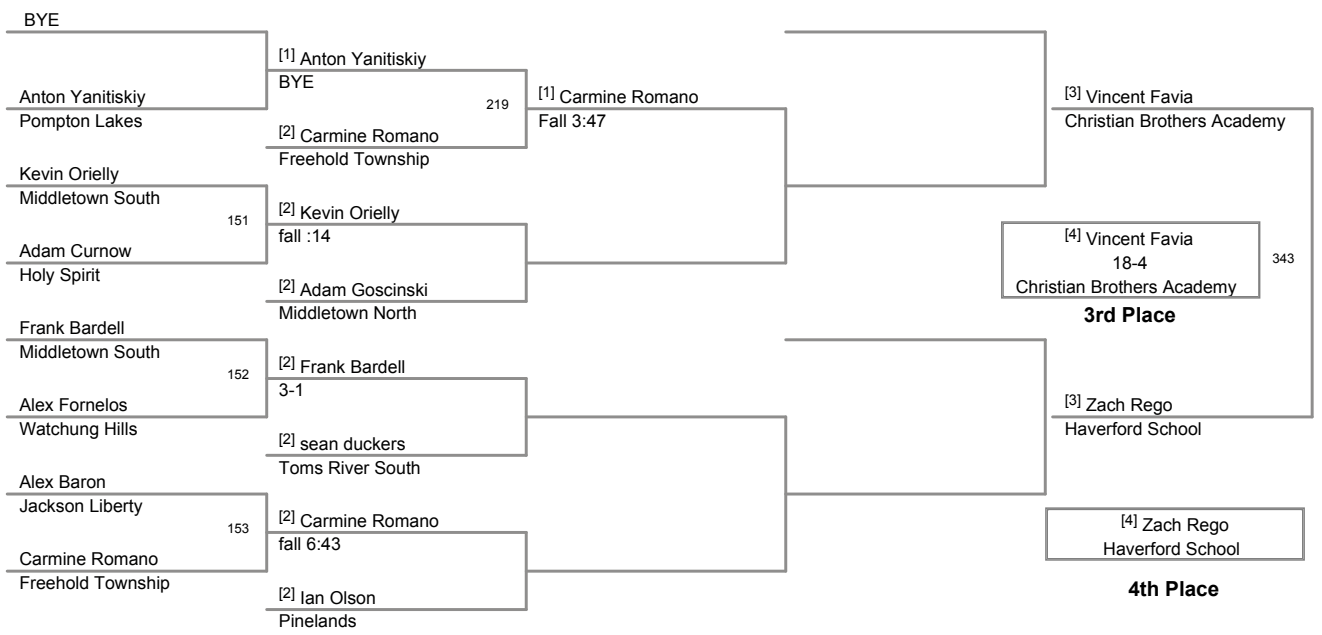 BYE
Anton Yanitiskiy
Pompton Lakes
Kevin Orielly
Middletown South
151
Adam Curnow
Holy Spirit
Frank Bardell
Middletown South
152
Alex Fornelos
Watchung Hills
Alex Baron
Jackson Liberty
153
Carmine Romano
Freehold Township
[1] Anton Yanitiskiy
BYE
219
[2] Carmine Romano
Freehold Township
[2] Kevin Orielly
fall :14
[2] Adam Goscinski
Middletown North
[2] Frank Bardell
3-1
[2] sean duckers
Toms River South
[2] Carmine Romano
fall 6:43
[2] Ian Olson
Pinelands
[1] Carmine Romano
Fall 3:47
[3] Vincent Favia
Christian Brothers Academy
[4] Vincent Favia
18-4
Christian Brothers Academy
343
3rd Place
[3] Zach Rego
Haverford School
[4] Zach Rego
Haverford School
4th Place